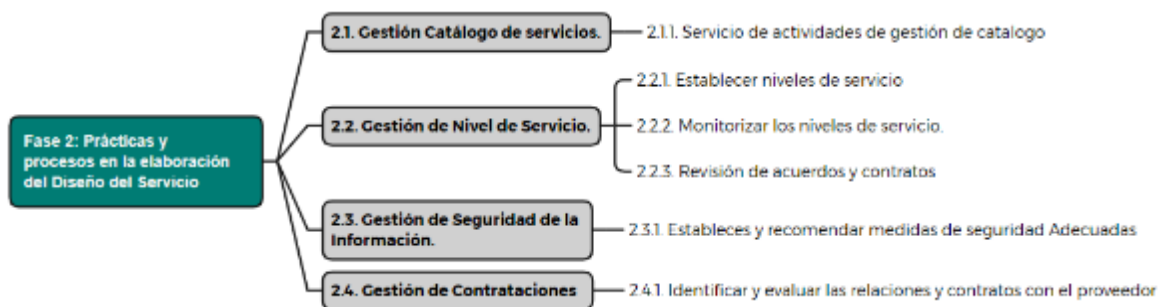 Fase 2: Prácticas y
procesos en la elaboración
del Diseño del Servicio
2.1. Gestión Catálogo de servicios.
2.1.1. Servicio de actividades de gestión de catalogo
2.2. Gestión de Nivel de Servicio.
2.2.1. Establecer niveles de servicio
2.2.2. Monitorizar los niveles de servicio.
2.2.3. Revisión de acuerdos y contratos
2.3. Gestión de Seguridad de la
Información.
2.3.1. Estableces y recomendar medidas de seguridad Adecuadas
2.4. Gestión de Contrataciones
2.4.1. Identificar y evaluar las relaciones y contratos con el proveedor